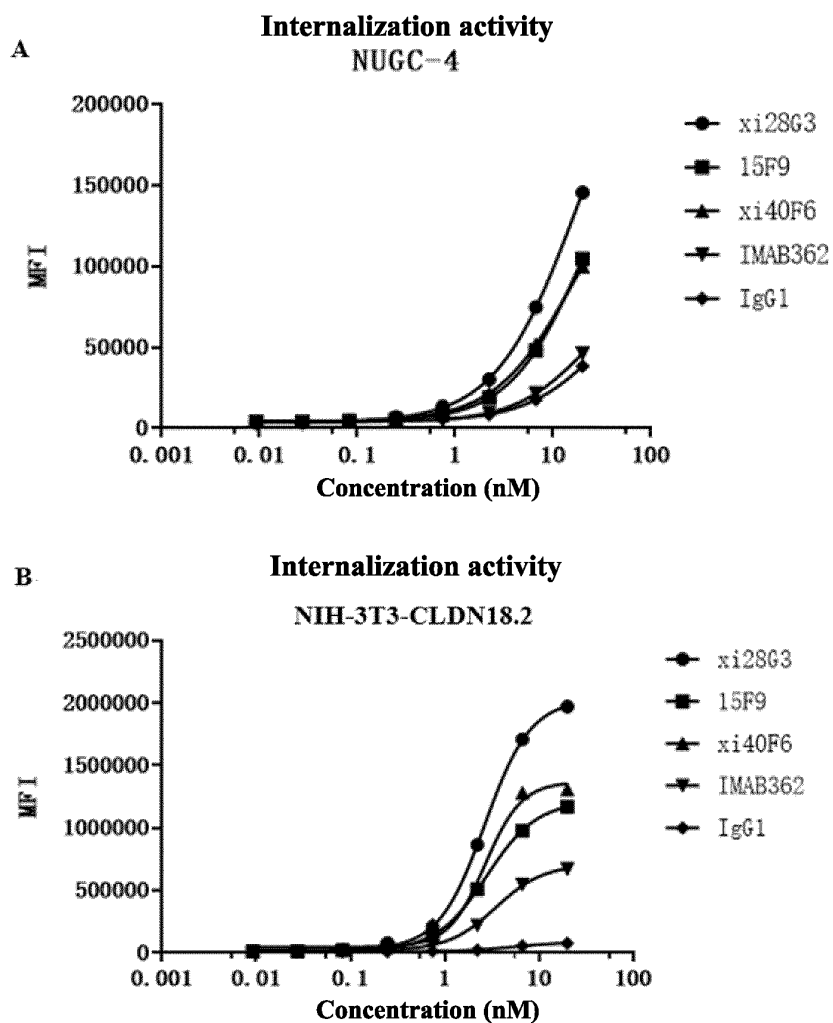 Internalization activity
A
NUGC-4
200000
150000
100000
50000
0
MFI
0.001
0.01
0.1
1
10
100
Concentration (nM)
xi28G3
15F9
xi40F6
IMAB362
IgG1
B
Internalization activity
NIH-3T3-CLDN18.2
2500000
2000000
1500000
1000000
500000
0
MFI
0.001
0.01
0.1
1
10
100
Concentration (nM)
xi28G3
15F9
xi40F6
IMAB362
IgG1